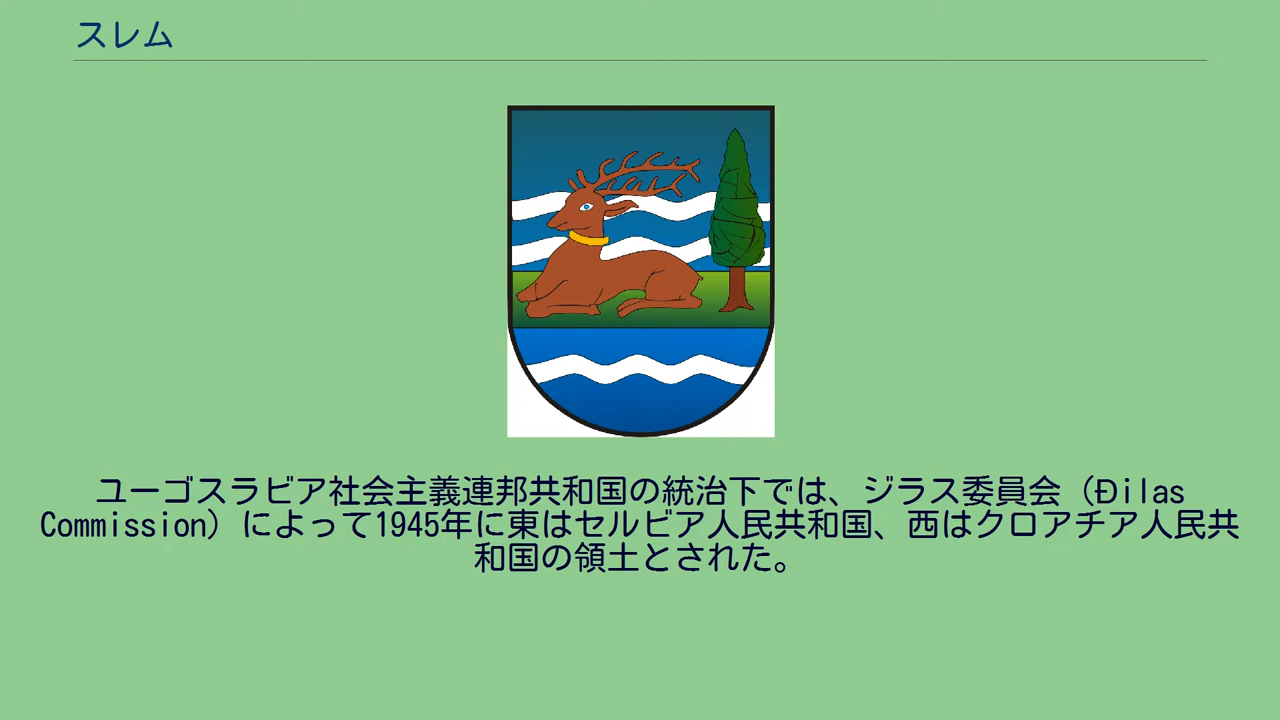 スレム
ユーゴスラビア社会主義連邦共和国の統治下では、ジラス委員会（Đilas
Commission）によって1945年に東はセルビア人民共和国、西はクロアチア人民共
和国の領土とされた。